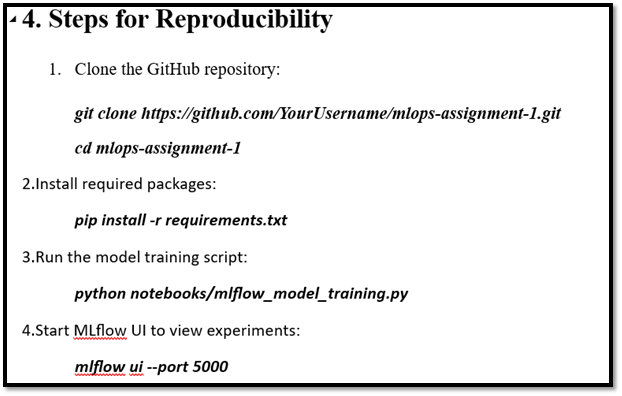 4. Steps for Reproducibility
1. Clone the GitHub repository:
git clone https://github.com/YourUsername/mlops-assignment-1.git
cd mlops-assignment-1
2.Install required packages:
pip install -r requirements.txt
3.Run the model training script:
python notebooks/mlflow_model_training.py
4.Start MLflow UI to view experiments:
mlflow ui --port 5000